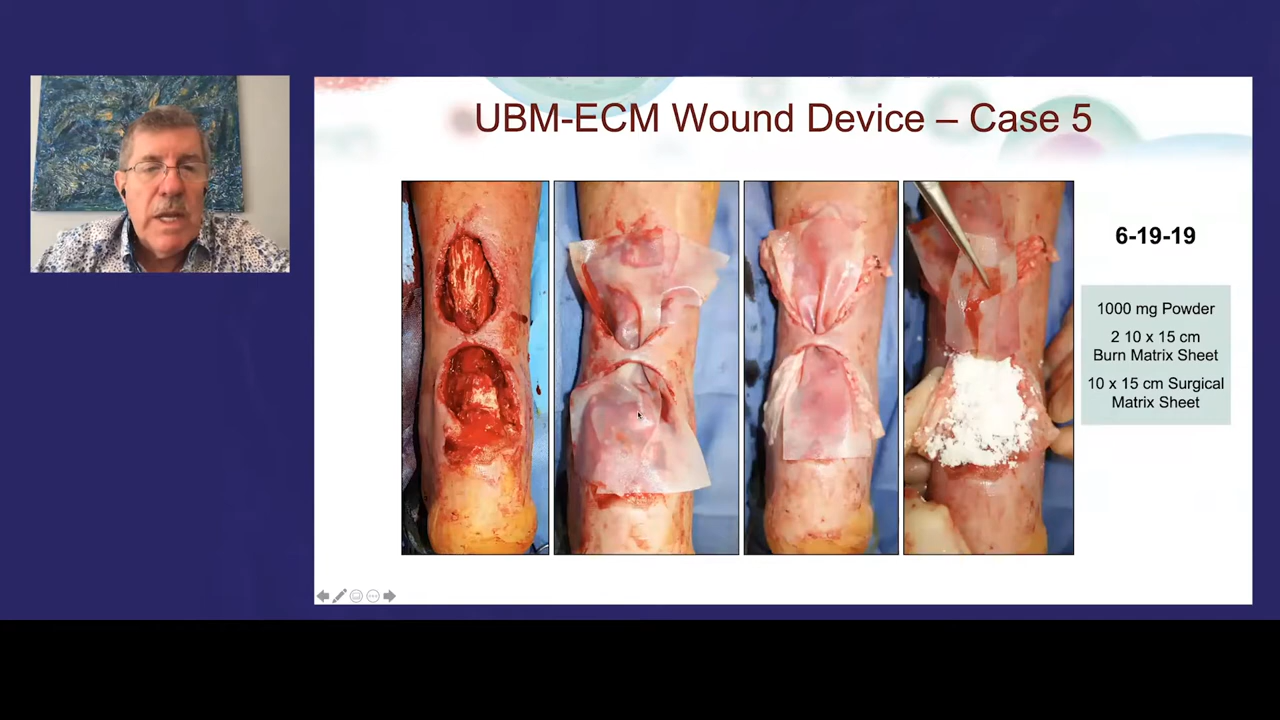 UBM-ECM Wound Device – Case 5
6-19-19
1000 mg Powder
2 10 x 15 cm
Burn Matrix Sheet
10 x 15 cm Surgical
Matrix Sheet